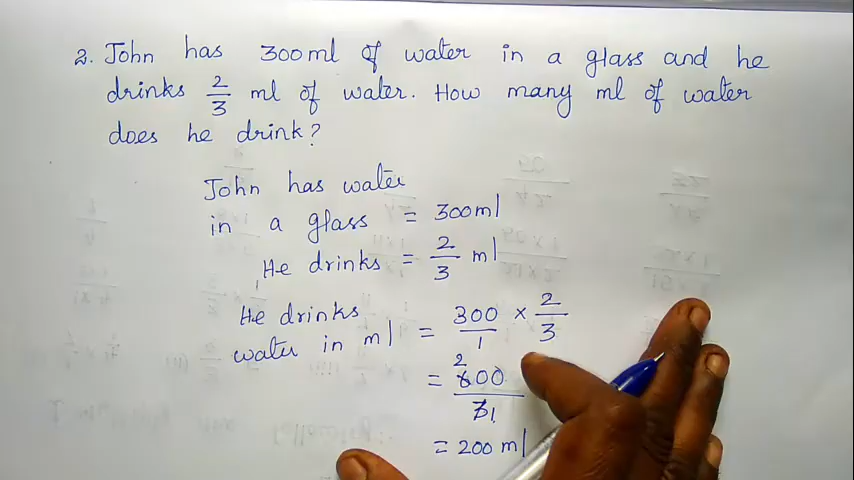 2. John has 300ml of water in a glass and he
drinks 2/3 ml of water. How many ml of water
does he drink?
John has water
in a glass = 300ml
He drinks = 2/3 ml
He drinks
water in ml = 300/1 × 2/3
= 2 600/3 1
= 200 ml